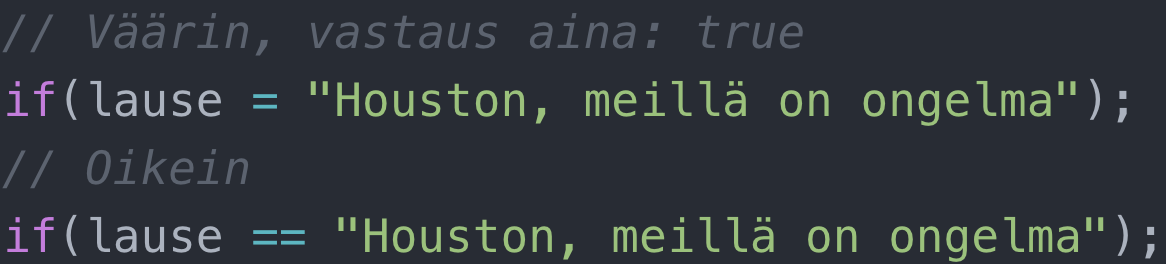 // Väärin, vastaus aina: true
if(lause = "Houston, meillä on ongelma");
// Oikein
if(lause == "Houston, meillä on ongelma");